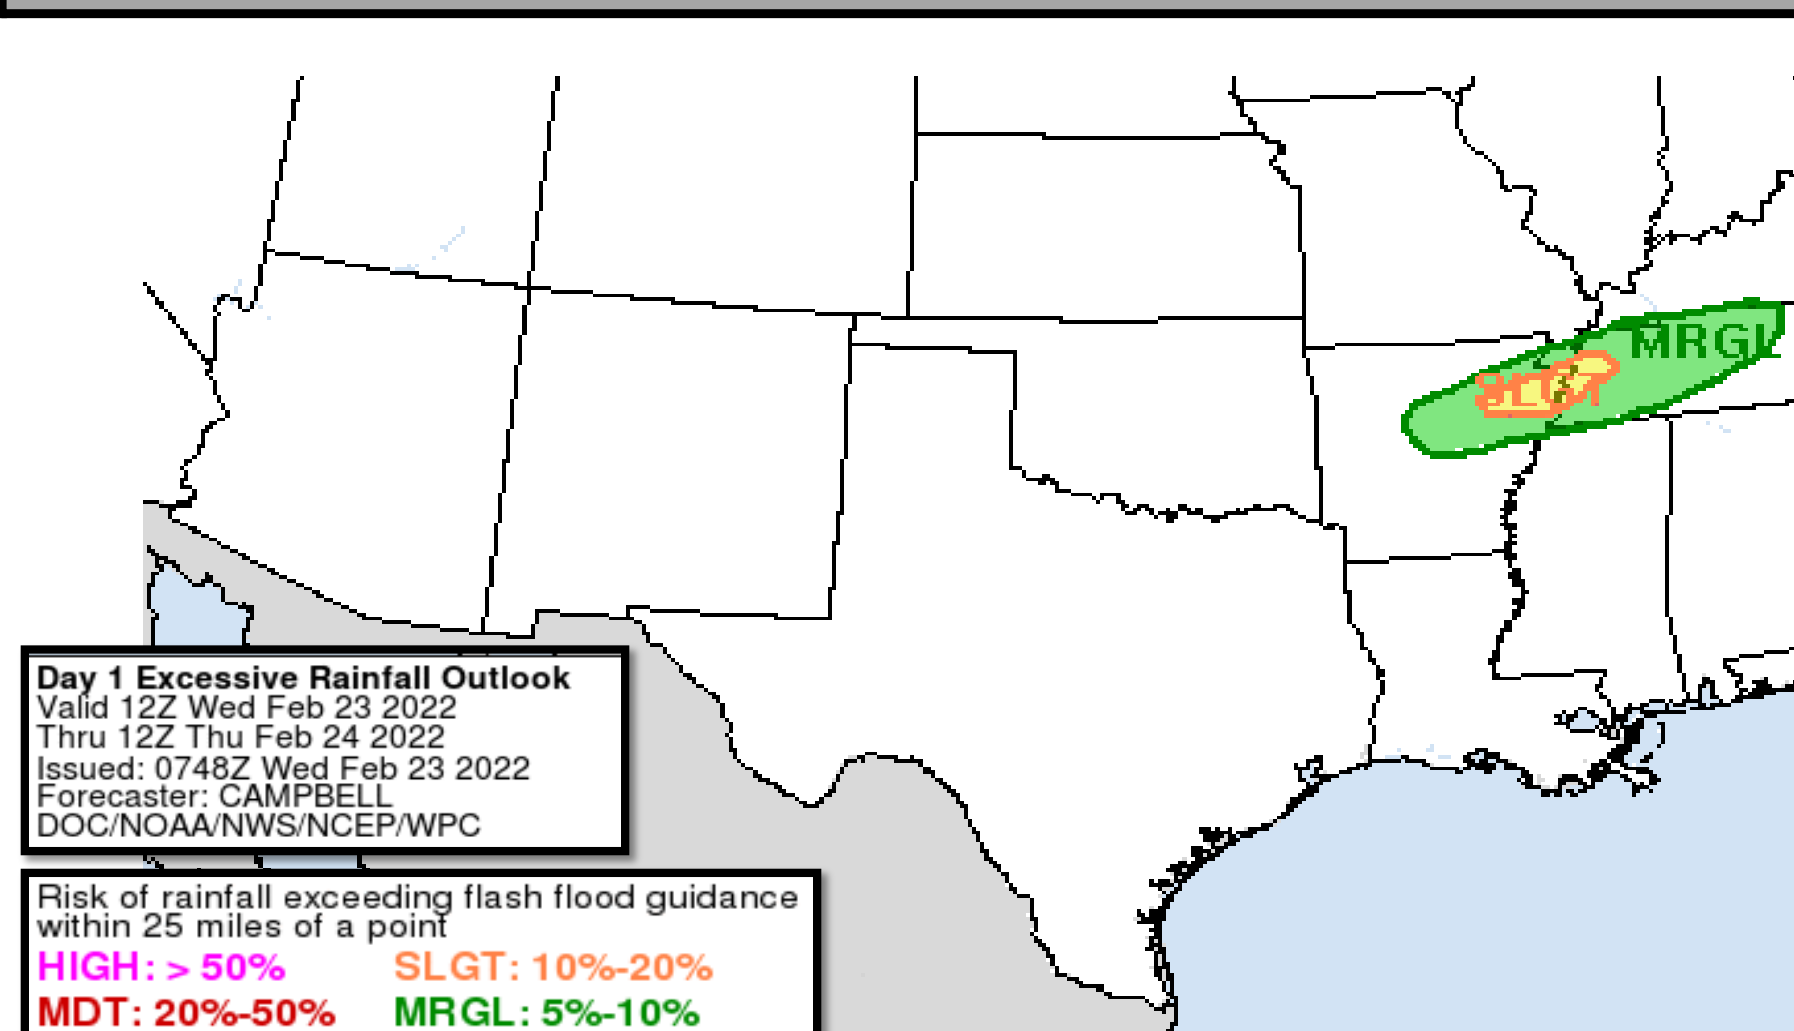 MRGL
SLGT
Day 1 Excessive Rainfall Outlook
Valid 12Z Wed Feb 23 2022
Thru 12Z Thu Feb 24 2022
Issued: 0748Z Wed Feb 23 2022
Forecaster: CAMPBELL
DOC/NOAA/NWS/NCEP/WPC
Risk of rainfall exceeding flash flood guidance
within 25 miles of a point
HIGH: > 50% SLGT: 10%-20%
MDT: 20%-50% MRGL: 5%-10%